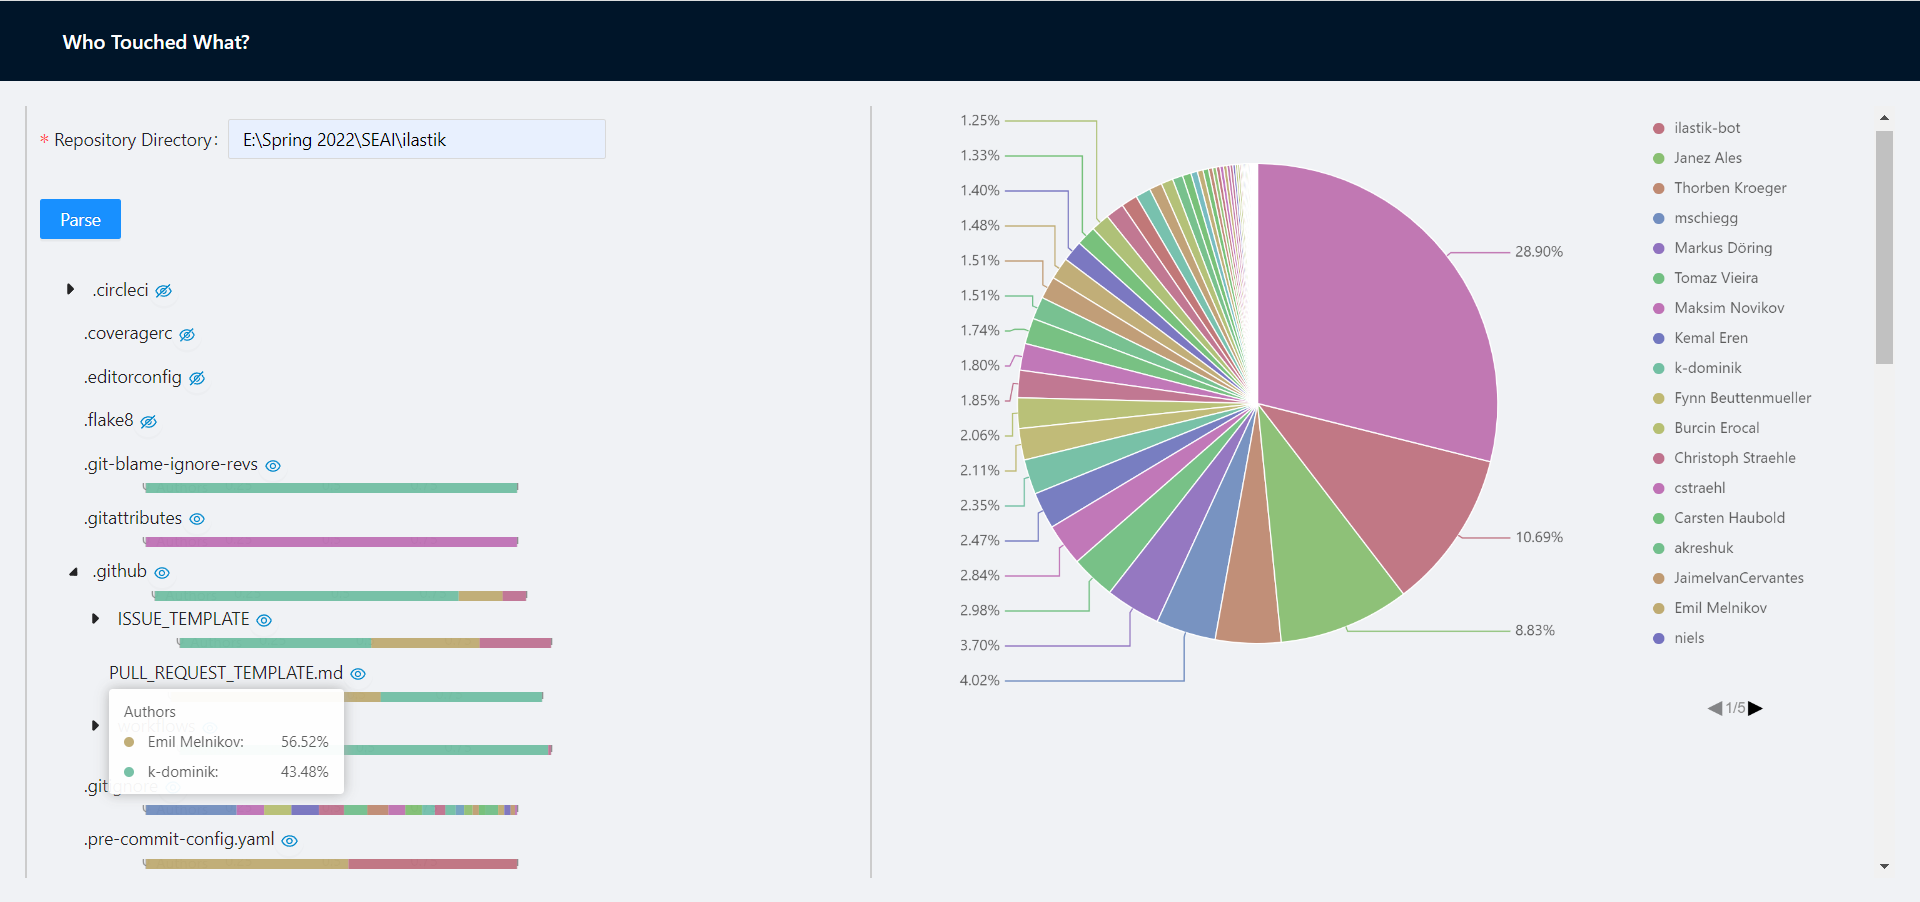 Who Touched What?
* Repository Directory: E:\Spring 2022\SEAI\ilastik
Parse
.circleci
.coveragerc
.editorconfig
.flake8
.git-blame-ignore-revs
.gitattributes
.github
ISSUE_TEMPLATE
PULL_REQUEST_TEMPLATE.md
Authors
workflows
Emil Melnikov: 56.52%
k-dominik: 43.48%
.gitignore
.pre-commit-config.yaml
1.25%
1.33%
1.40%
1.48%
1.51%
1.51%
1.74%
1.80%
1.85%
2.06%
2.11%
2.35%
2.47%
2.84%
2.98%
3.70%
4.02%
28.90%
10.69%
8.83%
ilastik-bot
Janez Ales
Thorben Kroeger
mschiegg
Markus Döring
Tomaz Vieira
Maksim Novikov
Kemal Eren
k-dominik
Fynn Beuttenmueller
Burcin Erocal
Christoph Straehle
cstraehl
Carsten Haubold
akreshuk
JaimeIvanCervantes
Emil Melnikov
niels
1/5